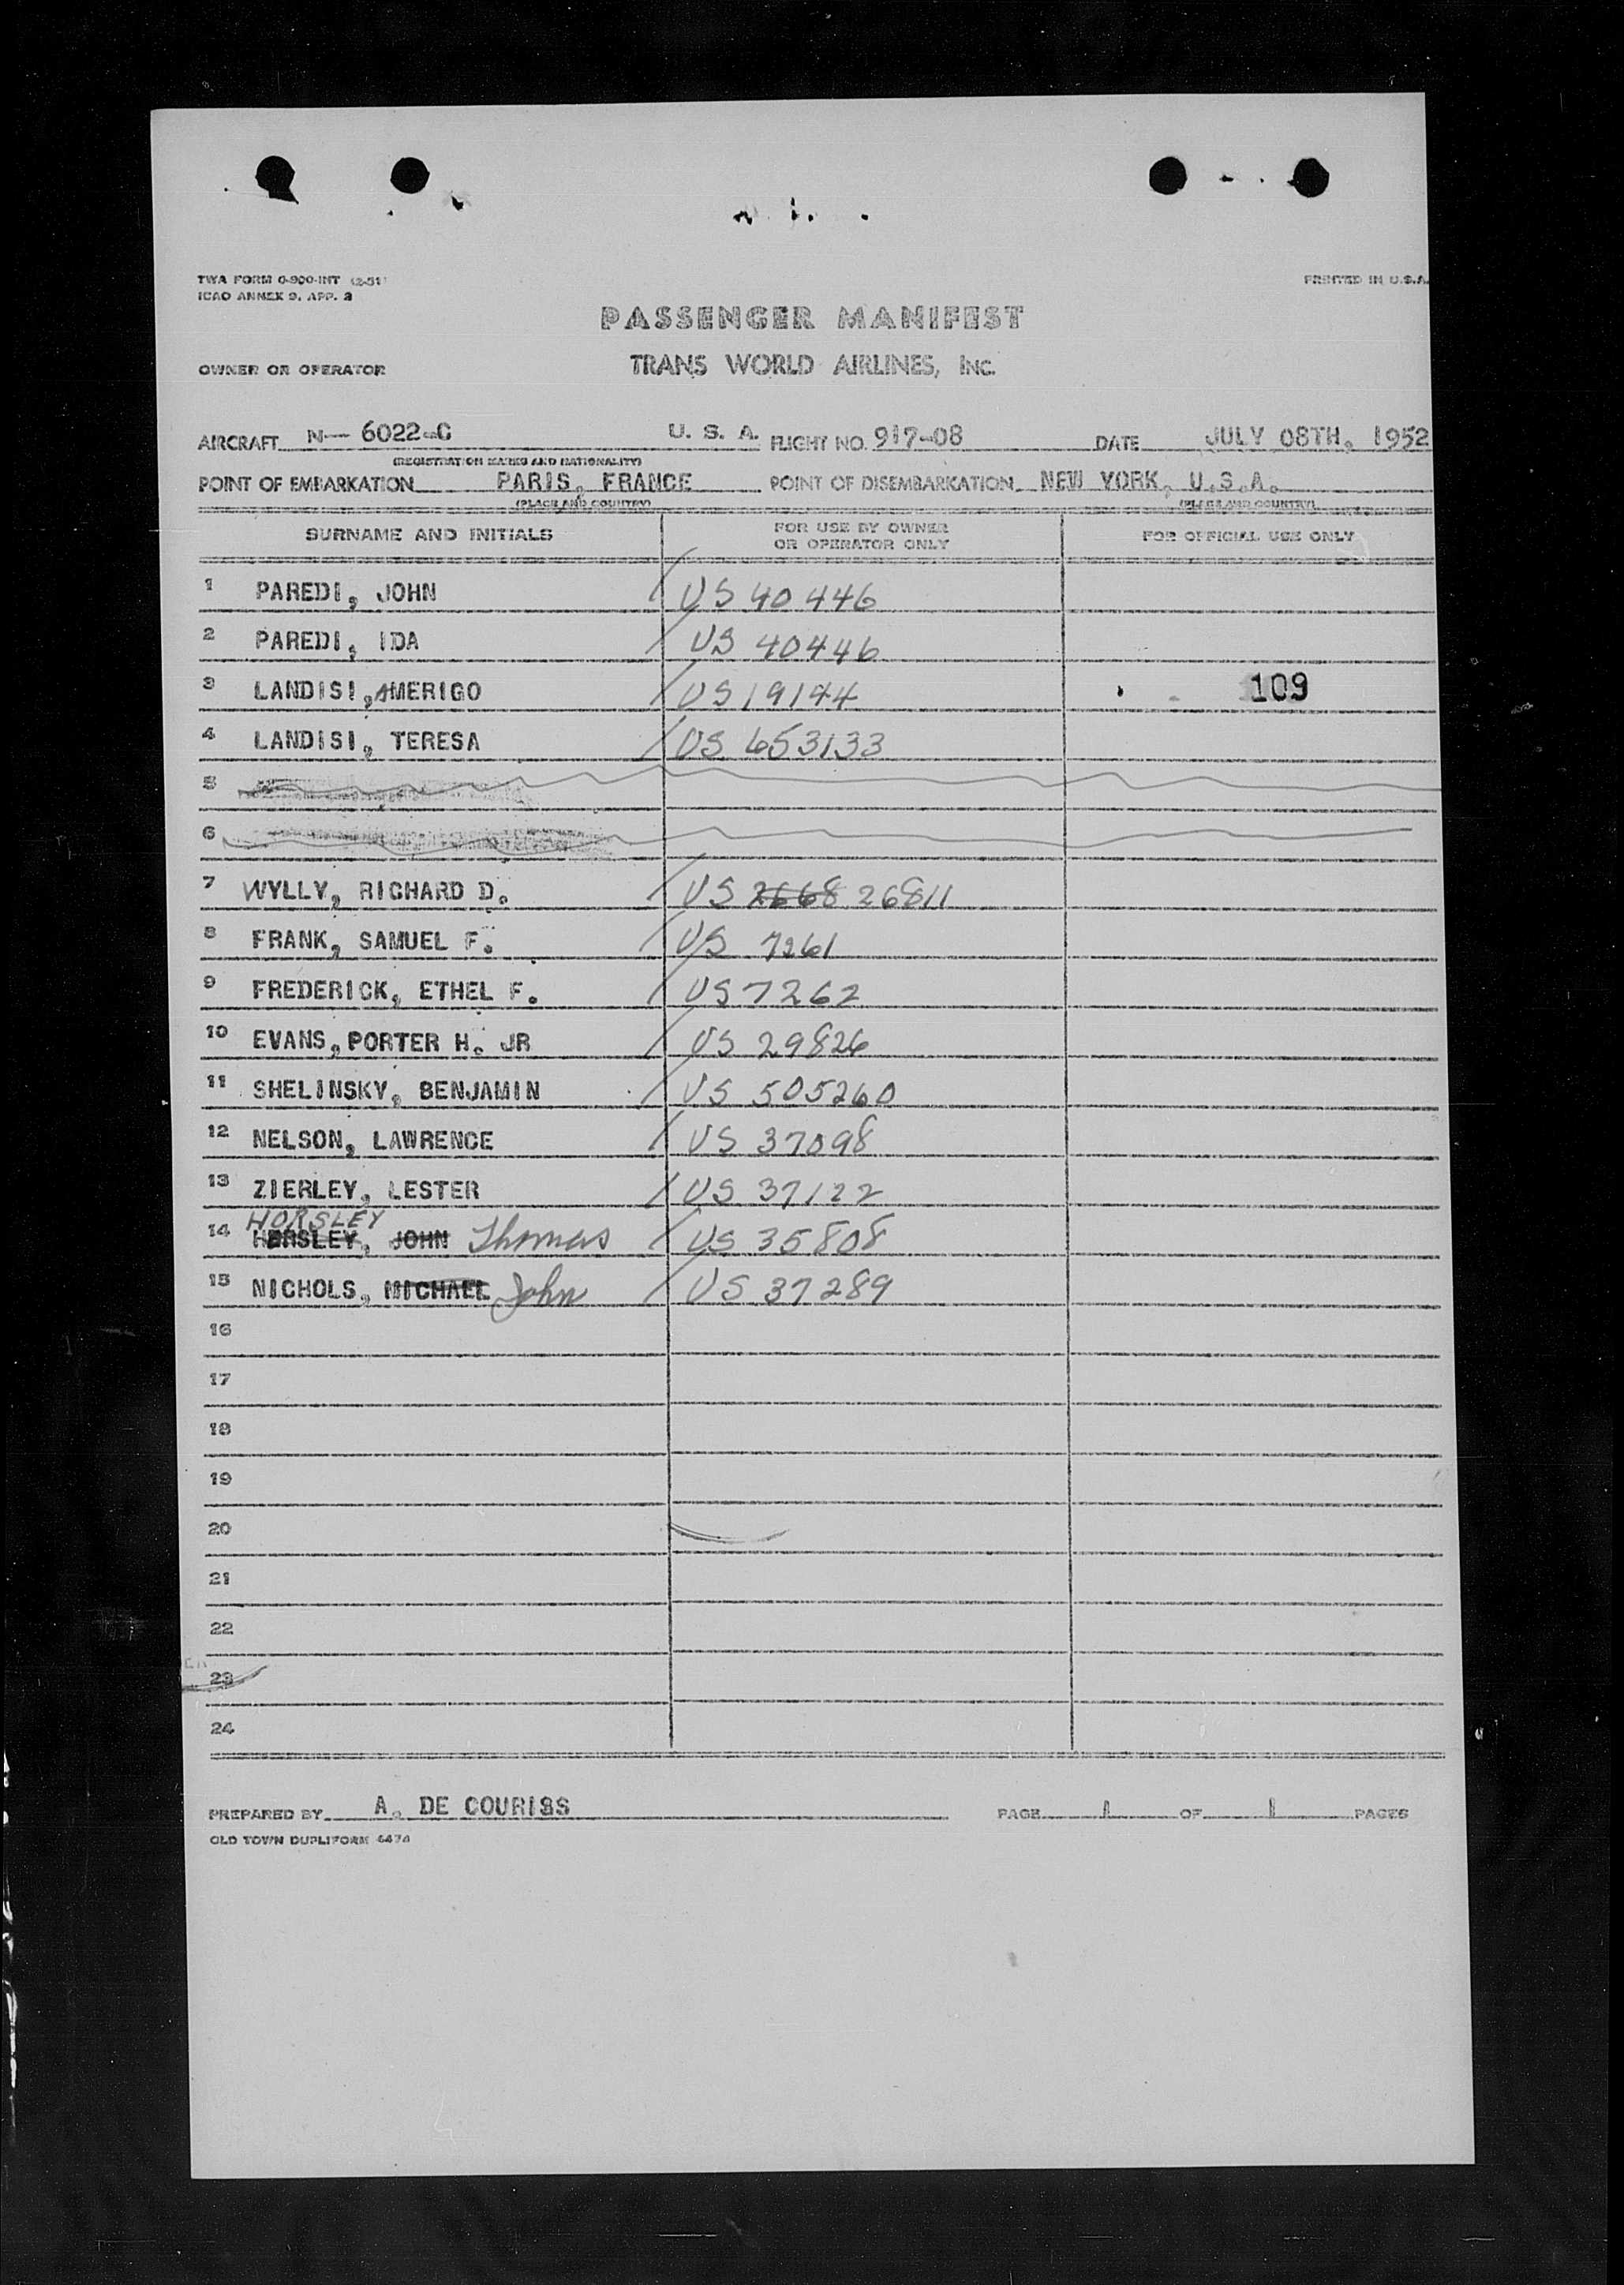 TWA FORM 0-900-INT (2-51)
ICAO ANNEX 9, APP. 3
PRINTED IN U.S.A.
PASSENGER MANIFEST
OWNER OR OPERATOR TRANS WORLD AIRLINES, INC.
AIRCRAFT N- 6022-C U. S. A. FLIGHT NO. 917-08 DATE JULY 08TH, 1952
(REGISTRATION MARKS AND NATIONALITY)
POINT OF EMBARKATION PARIS, FRANCE POINT OF DISEMBARKATION NEW YORK, U.S.A.
(PLACE AND COUNTRY) (PLACE AND COUNTRY)
SURNAME AND INITIALS FOR USE BY OWNER OR OPERATOR ONLY FOR OFFICIAL USE ONLY
1 PAREDI, JOHN / US 40446
2 PAREDI, IDA / US 40446
3 LANDISI, AMERIGO / US 19144 109
4 LANDISI, TERESA / US 653133
5
6
7 WYLLY, RICHARD D. / US 2668 26811
8 FRANK, SAMUEL F. / US 7261
9 FREDERICK, ETHEL F. / US 7262
10 EVANS, PORTER H. JR / US 29826
11 SHELINSKY, BENJAMIN / US 505260
12 NELSON, LAWRENCE / US 37098
13 ZIERLEY, LESTER / US 37122
HORSLEY
14 HERSLEY, JOHN Thomas / US 35808
15 NICHOLS, MICHAEL John / US 37289
16
17
18
19
20
21
22
23
24
PREPARED BY A. DE COURISS PAGE 1 OF 1 PAGES
OLD TOWN DUPLIFORM 4474